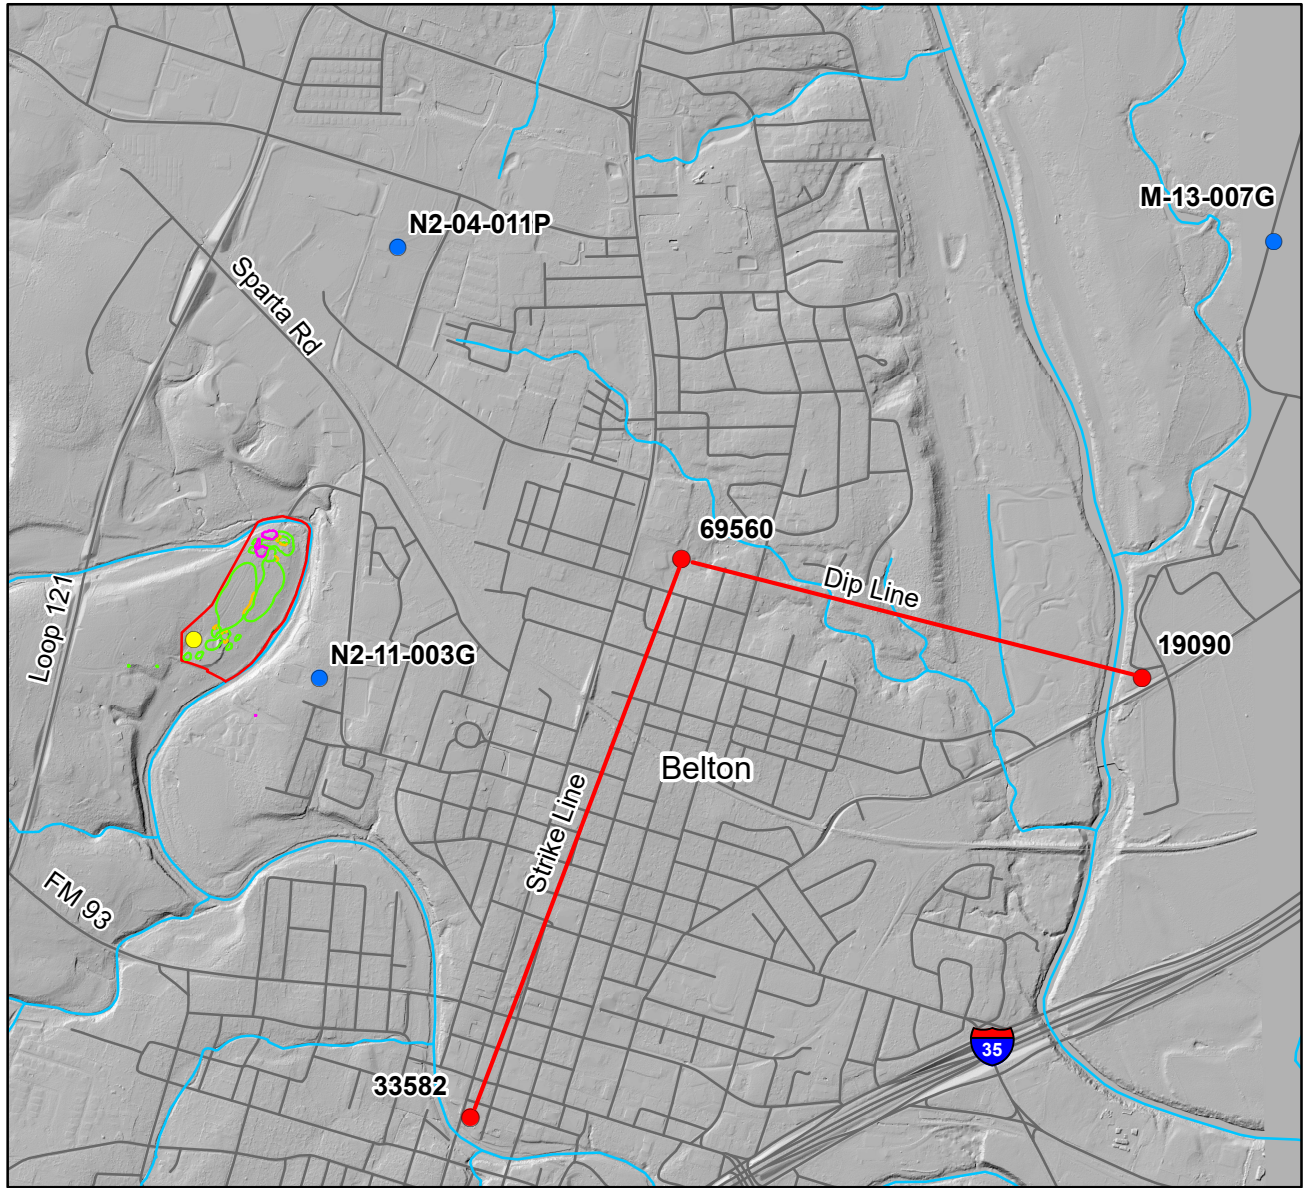 M-13-007G
N2-04-011P
Sparta Rd
69560
Dip Line
Loop 121
19090
N2-11-003G
Belton
Strike Line
FM 93
35
33582